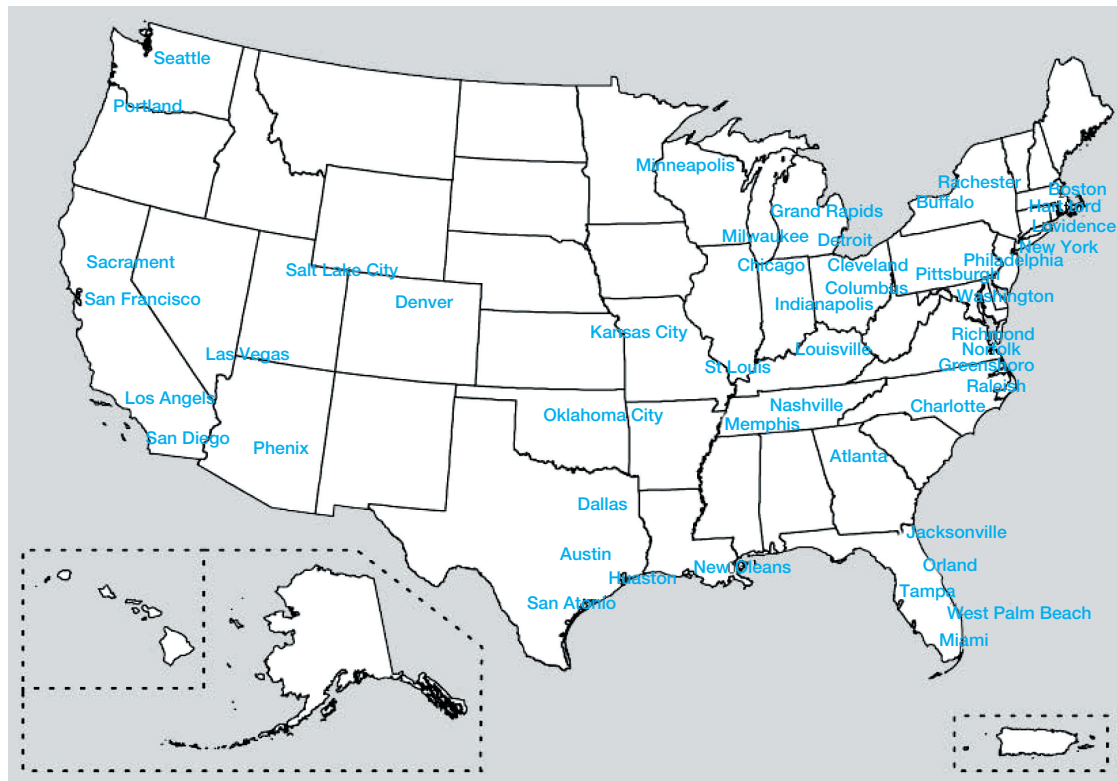 Seattle
Portland
Minneapolis
Rachester
Boston
Buffalo
Hart ford
Grand Rapids
Lovidence
Milwaukee
Detroit
New York
Sacrament
Salt Lake City
Chicago
Cleveland
Philadelphia
Pittsburgh
San Francisco
Denver
Columbus
Indianapolis
Washington
Kansas City
Richmond
Las Vegas
Louisville
Norfolk
St Louis
Greensboro
Raleish
Los Angels
Oklahoma City
Nashville
Charlotte
Memphis
San Diego
Phenix
Atlanta
Dallas
Jacksonville
Austin
New Oleans
Orland
Huaston
Tampa
San Atonio
West Palm Beach
Miami